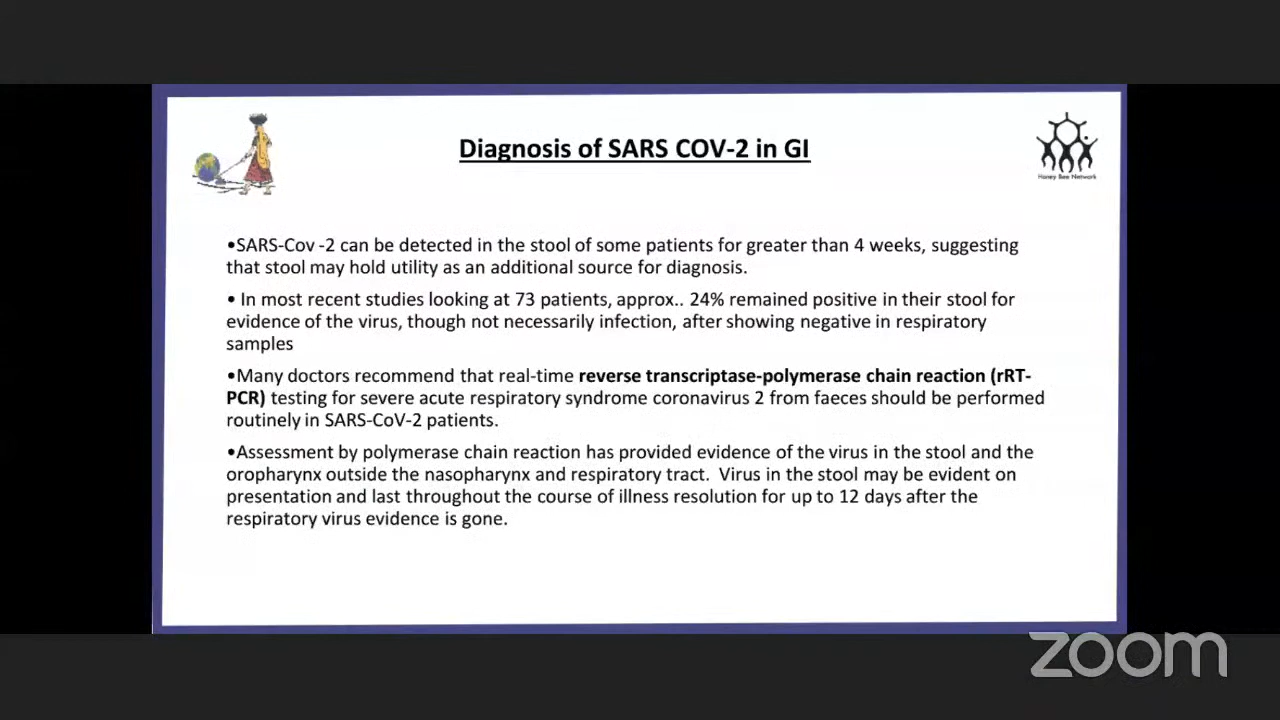 Diagnosis of SARS COV-2 in GI
Honey Bee Network
•SARS-Cov -2 can be detected in the stool of some patients for greater than 4 weeks, suggesting
that stool may hold utility as an additional source for diagnosis.
• In most recent studies looking at 73 patients, approx.. 24% remained positive in their stool for
evidence of the virus, though not necessarily infection, after showing negative in respiratory
samples
•Many doctors recommend that real-time reverse transcriptase-polymerase chain reaction (rRT-
PCR) testing for severe acute respiratory syndrome coronavirus 2 from faeces should be performed
routinely in SARS-CoV-2 patients.
•Assessment by polymerase chain reaction has provided evidence of the virus in the stool and the
oropharynx outside the nasopharynx and respiratory tract.  Virus in the stool may be evident on
presentation and last throughout the course of illness resolution for up to 12 days after the
respiratory virus evidence is gone.
zoom